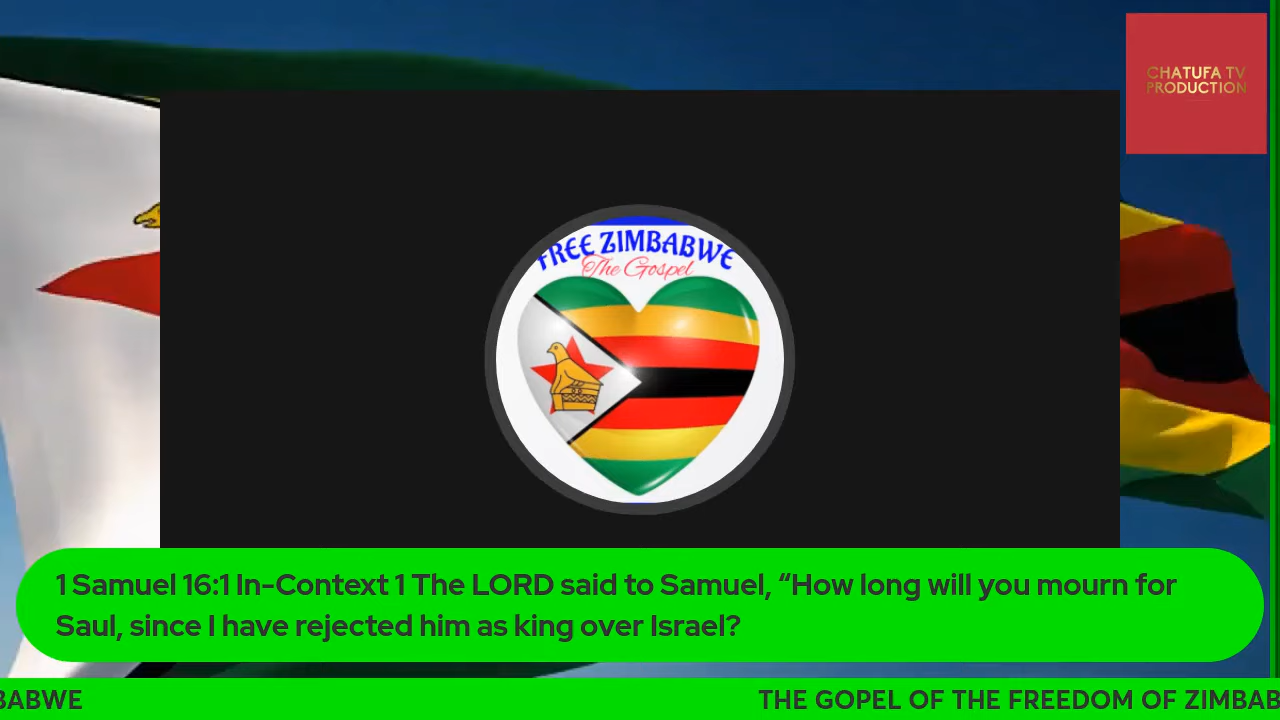 CHATUFA TV
PRODUCTION
FREE ZIMBABWE
The Gospel
1 Samuel 16:1 In-Context 1 The LORD said to Samuel, “How long will you mourn for
Saul, since I have rejected him as king over Israel?
BABWE
THE GOPEL OF THE FREEDOM OF ZIMBAB